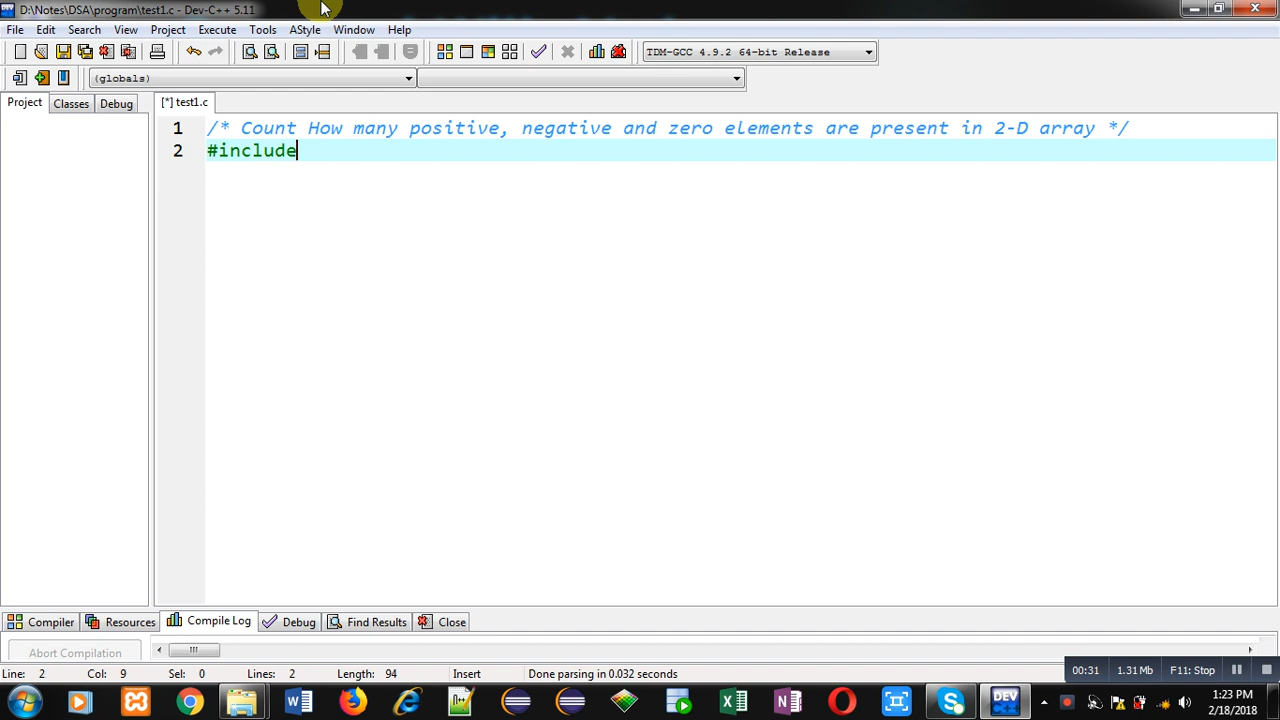 D:\Notes\DSA\program\test1.c - Dev-C++ 5.11
File Edit Search View Project Execute Tools AStyle Window Help
TDM-GCC 4.9.2 64-bit Release
(globals)
Project Classes Debug [*] test1.c
1 /* Count How many positive, negative and zero elements are present in 2-D array */
2 #include
Compiler Resources Compile Log Debug Find Results Close
Abort Compilation
Line: 2 Col: 9 Sel: 0 Lines: 2 Length: 94 Insert Done parsing in 0.032 seconds
00:31 1.31 Mb F11: Stop
DEV
1:23 PM
2/18/2018